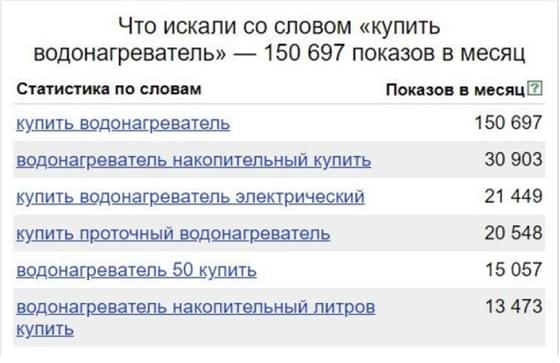 Что искали со словом «купить
водонагреватель» — 150 697 показов в месяц
Статистика по словам Показов в месяц ?
купить водонагреватель 150 697
водонагреватель накопительный купить 30 903
купить водонагреватель электрический 21 449
купить проточный водонагреватель 20 548
водонагреватель 50 купить 15 057
водонагреватель накопительный литров 13 473
купить